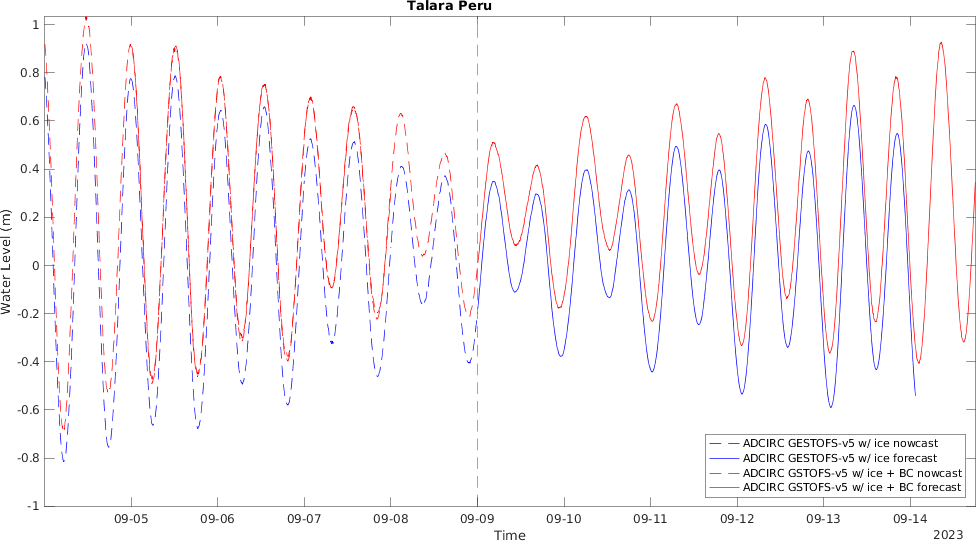 Talara Peru
1
0.8
0.6
0.4
0.2
0
-0.2
-0.4
-0.6
-0.8
-1
Water Level (m)
09-05 09-06 09-07 09-08 09-09 09-10 09-11 09-12 09-13 09-14
Time
2023
ADCIRC GESTOFS-v5 w/ ice nowcast
ADCIRC GESTOFS-v5 w/ ice forecast
ADCIRC GSTOFS-v5 w/ ice + BC nowcast
ADCIRC GSTOFS-v5 w/ ice + BC forecast